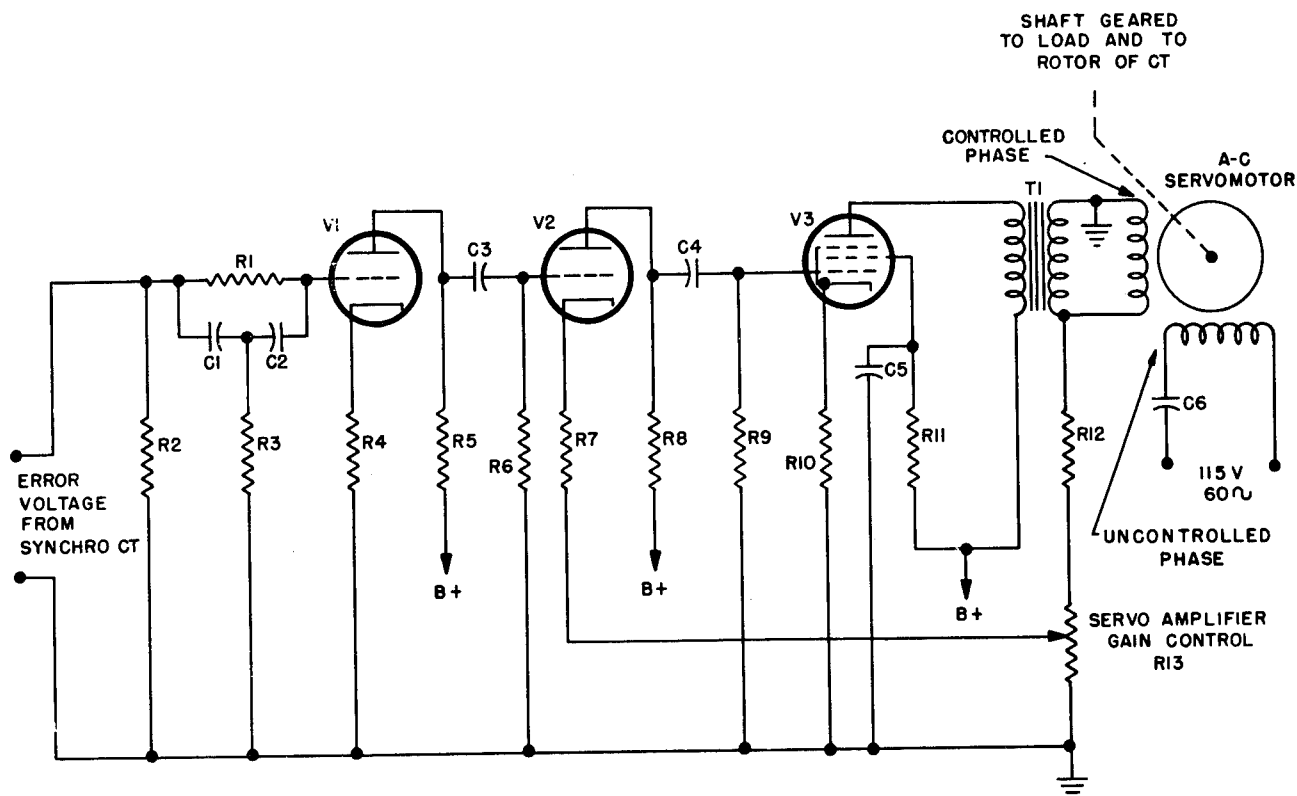 SHAFT GEARED
TO LOAD AND TO
ROTOR OF CT
CONTROLLED
PHASE
A-C
SERVOMOTOR
T1
V1
V2
V3
C3
C4
R1
C1
C2
C5
C6
R2
R3
R4
R5
R6
R7
R8
R9
R10
R11
R12
115 V
60~
ERROR
VOLTAGE
FROM
SYNCHRO CT
UNCONTROLLED
PHASE
B+
B+
B+
SERVO AMPLIFIER
GAIN CONTROL
R13